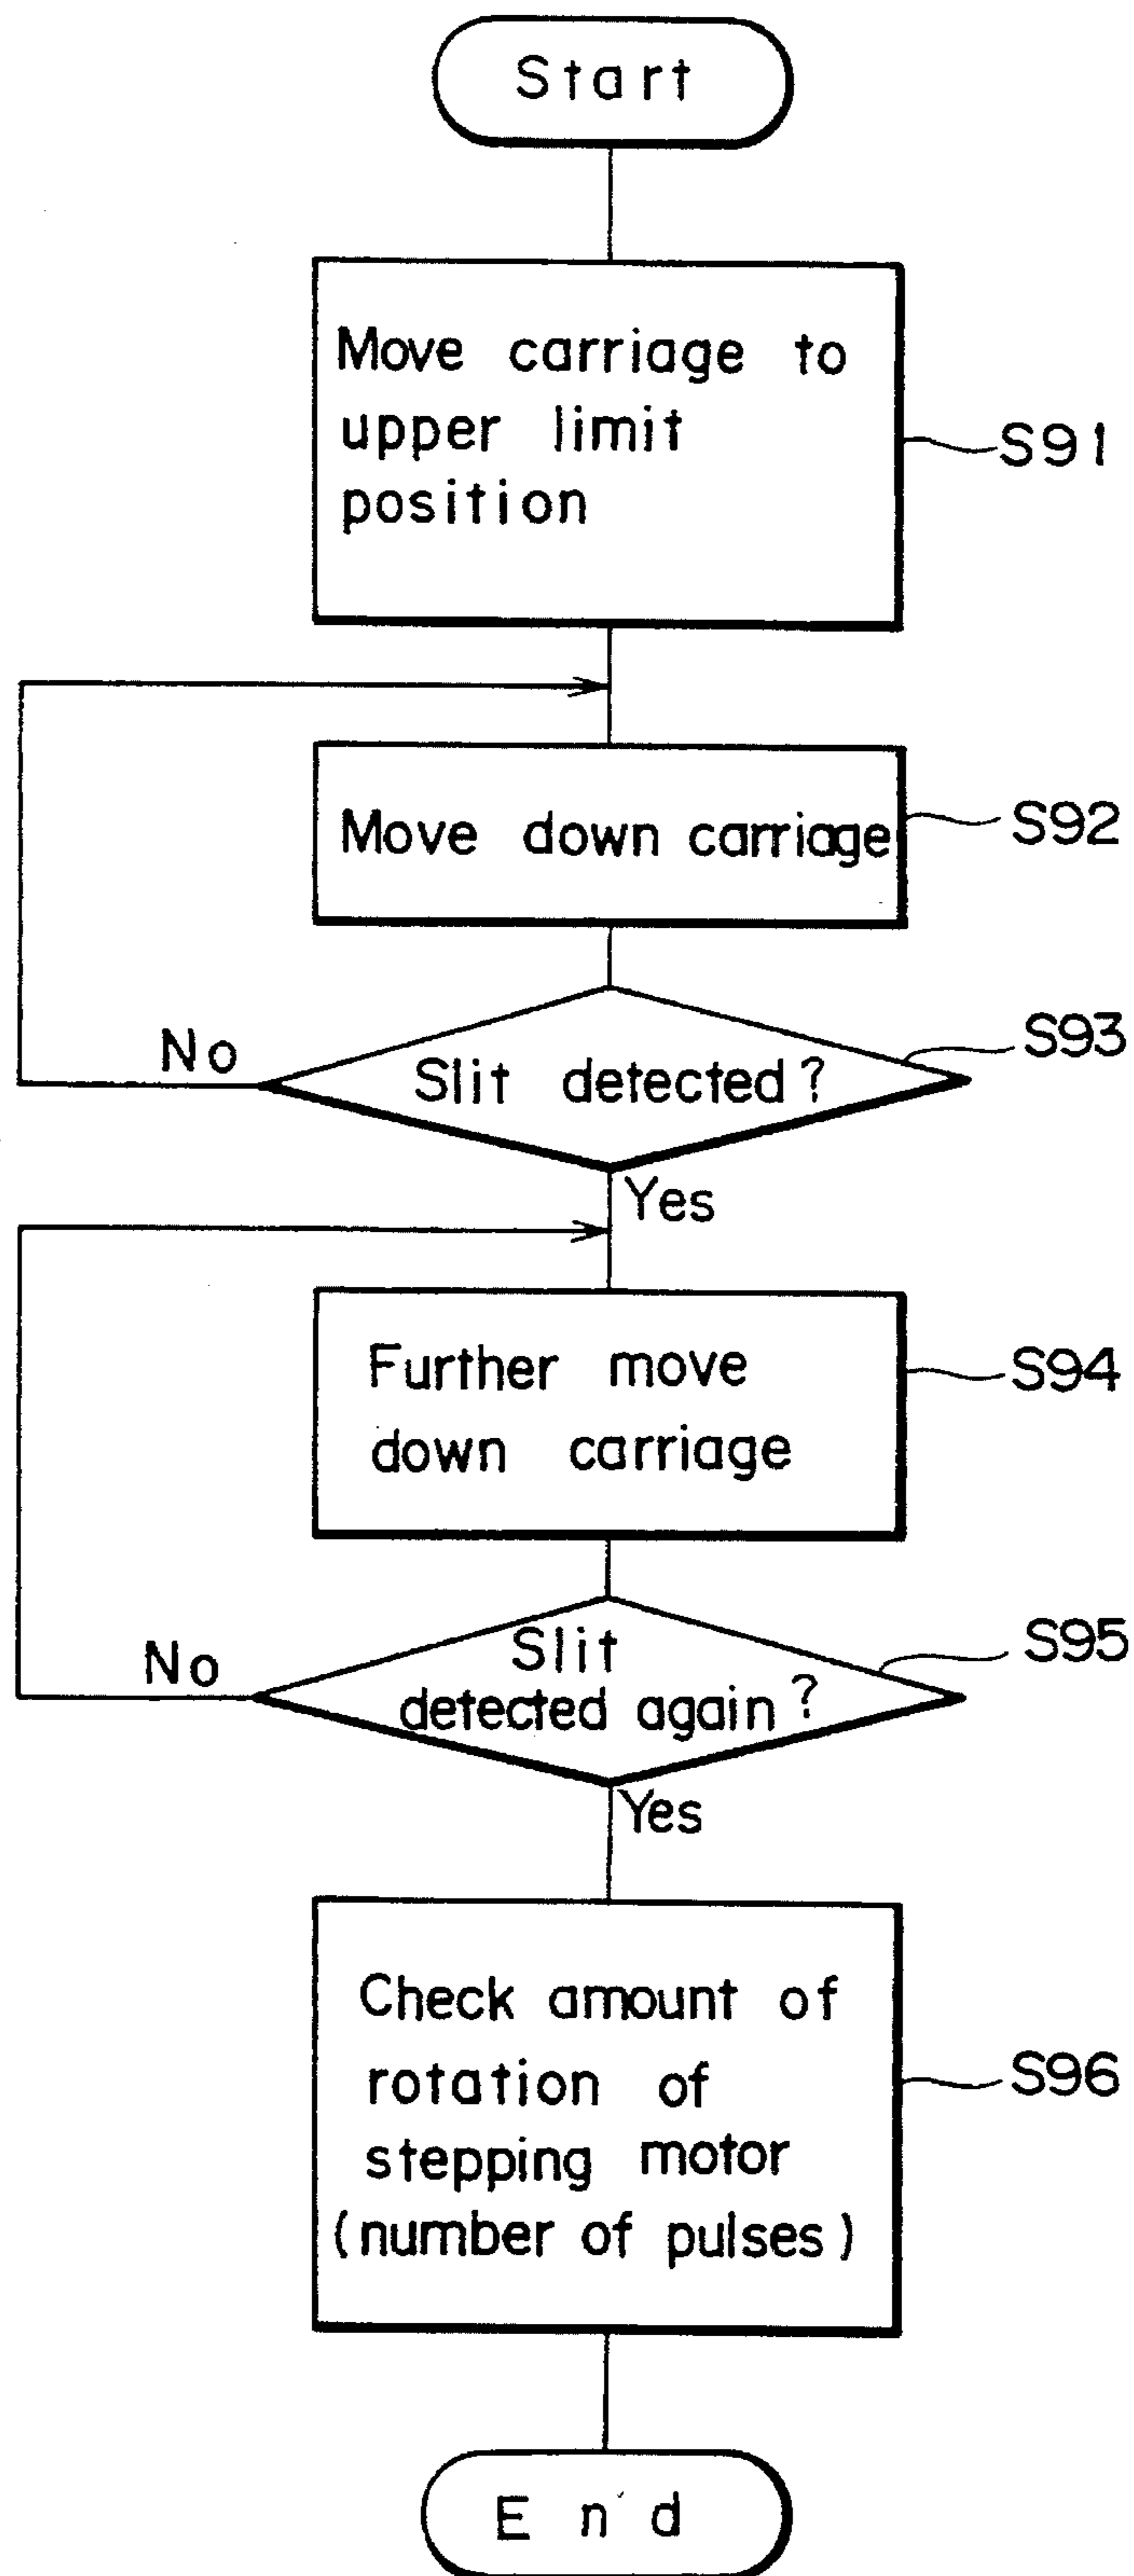 Start
Move carriage to
upper limit
position
S91
Move down carriage
S92
No
Slit detected?
S93
Yes
Further move
down carriage
S94
No
Slit
detected again?
S95
Yes
Check amount of
rotation of
stepping motor
(number of pulses)
S96
End